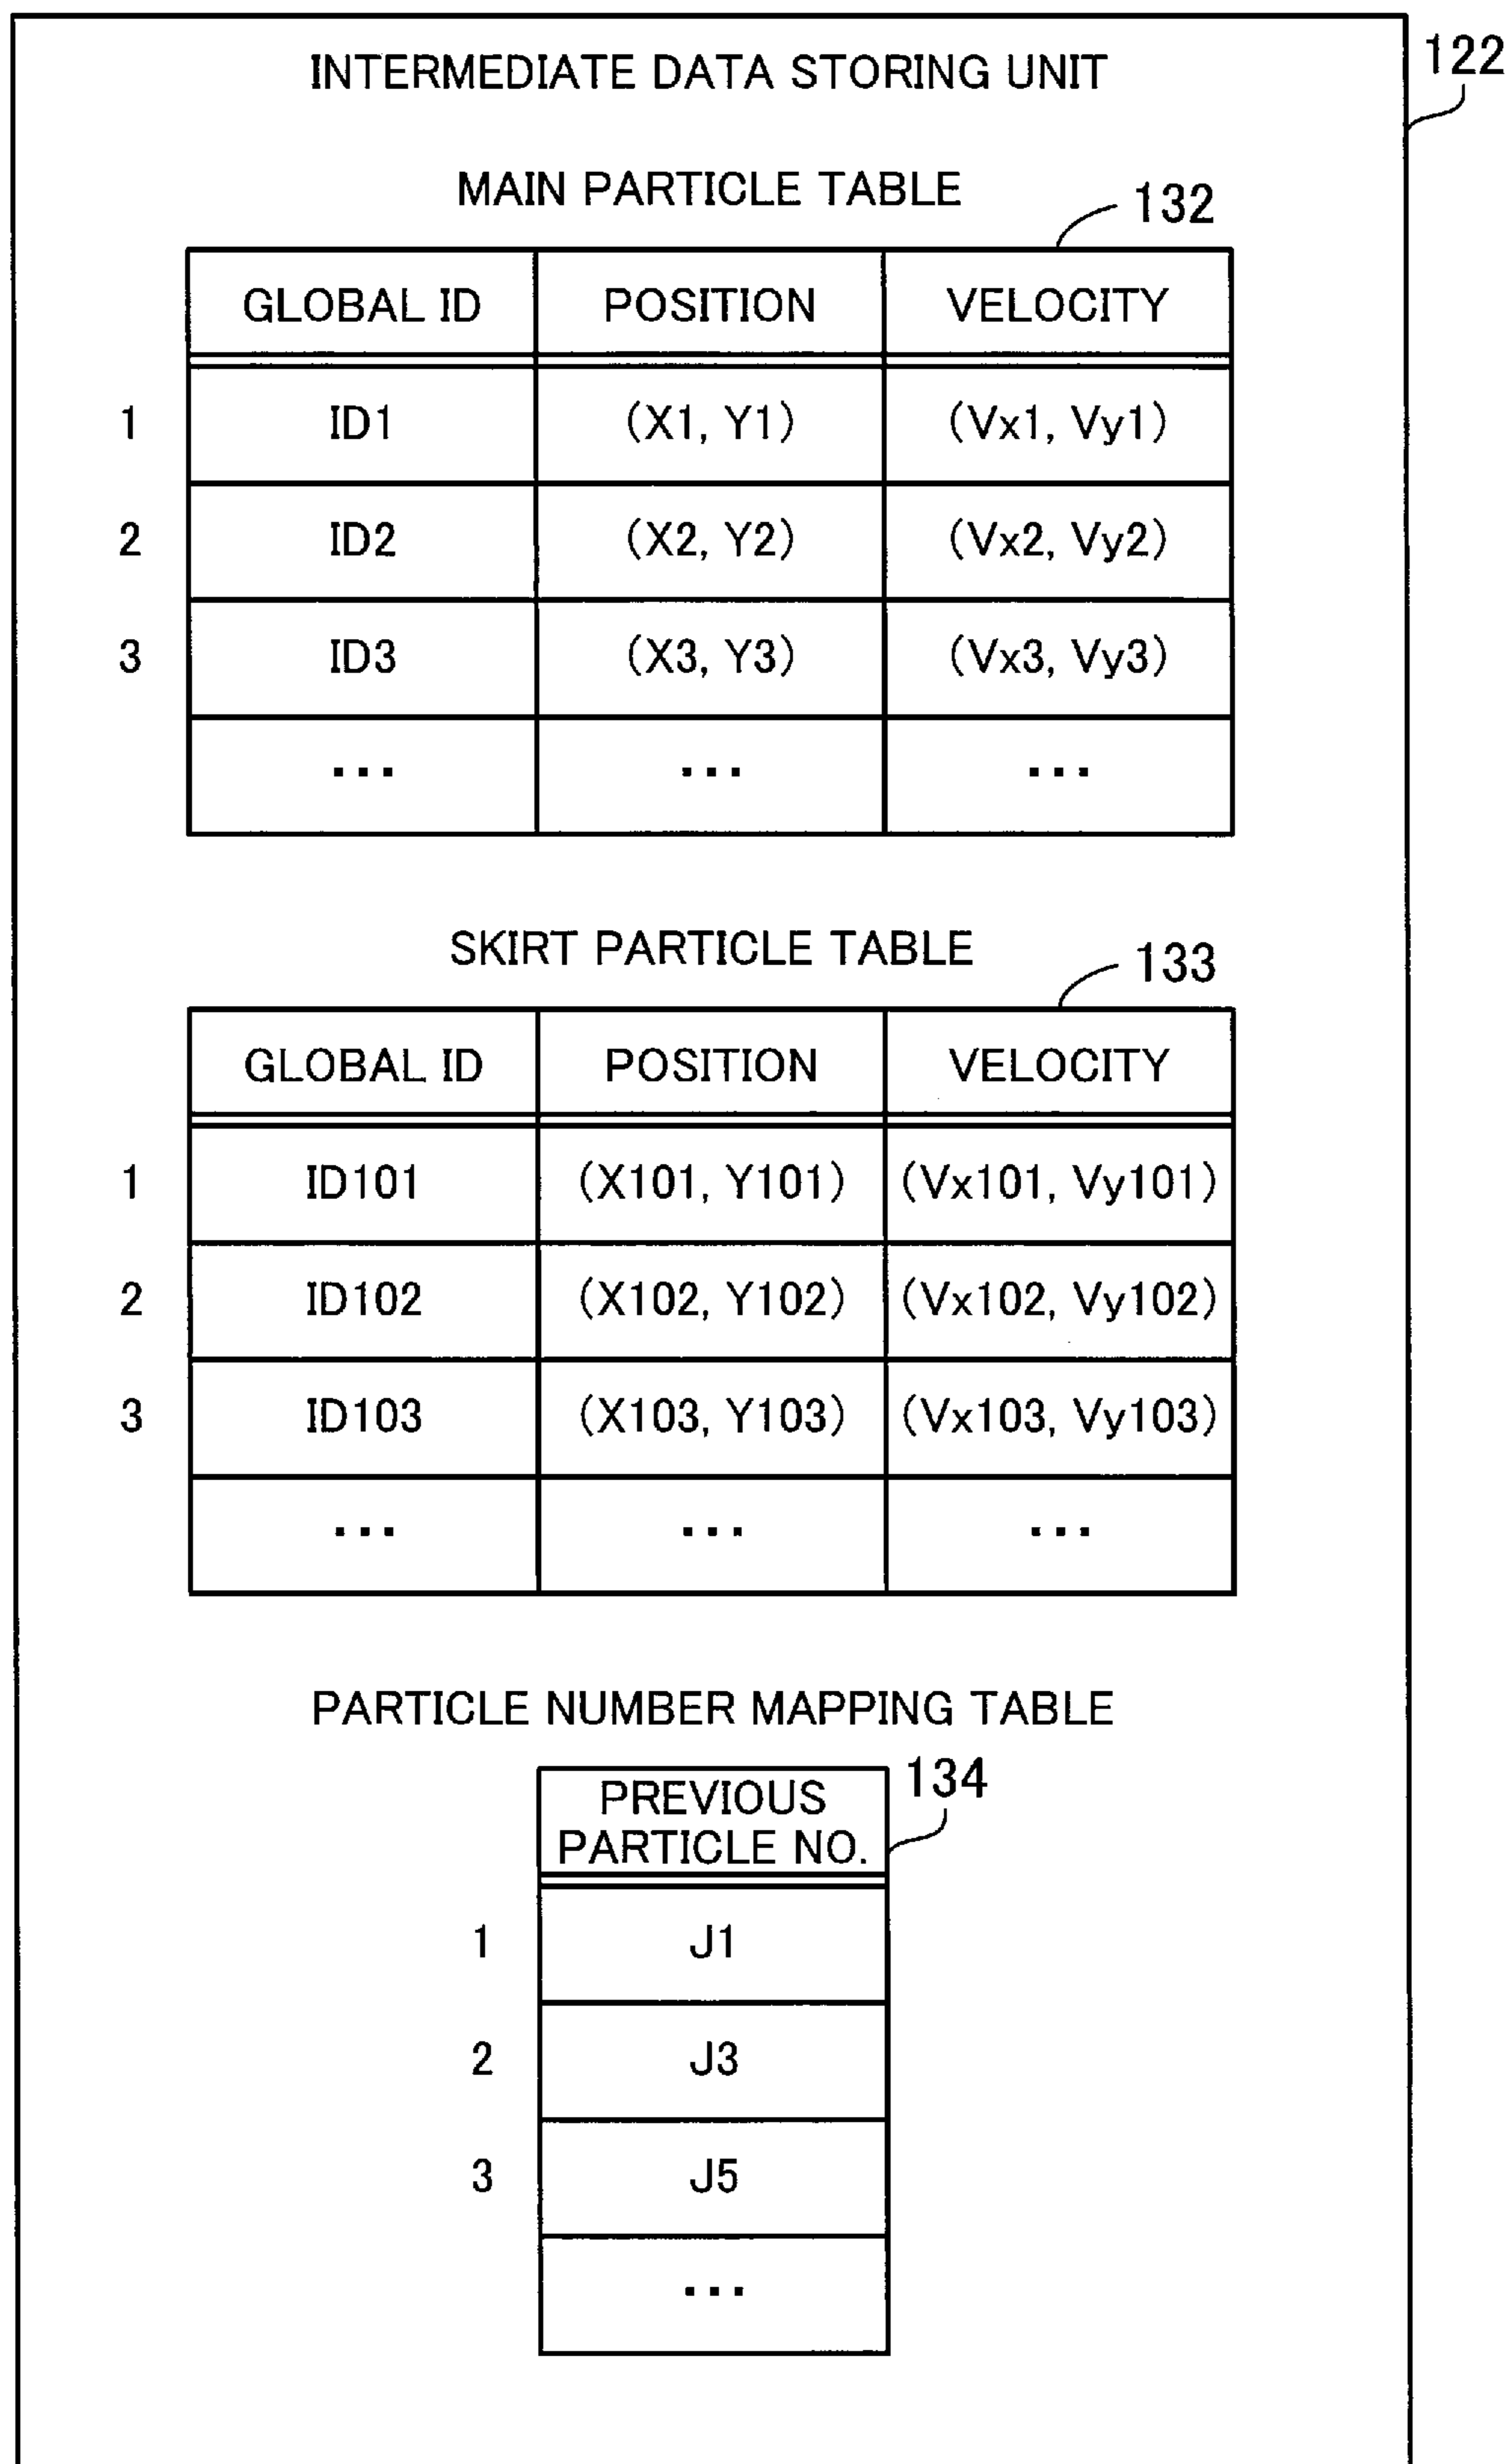 INTERMEDIATE DATA STORING UNIT
122
MAIN PARTICLE TABLE
132
GLOBAL ID POSITION VELOCITY
1 ID1 (X1, Y1) (Vx1, Vy1)
2 ID2 (X2, Y2) (Vx2, Vy2)
3 ID3 (X3, Y3) (Vx3, Vy3)
... ... ...
SKIRT PARTICLE TABLE
133
GLOBAL ID POSITION VELOCITY
1 ID101 (X101, Y101) (Vx101, Vy101)
2 ID102 (X102, Y102) (Vx102, Vy102)
3 ID103 (X103, Y103) (Vx103, Vy103)
... ... ...
PARTICLE NUMBER MAPPING TABLE
134
PREVIOUS
PARTICLE NO.
1 J1
2 J3
3 J5
...